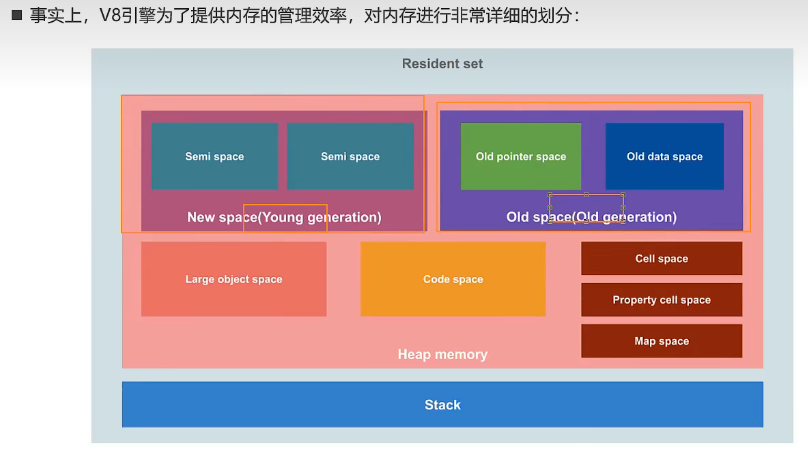 ■ 事实上，V8引擎为了提供内存的管理效率，对内存进行非常详细的划分：
Resident set
Semi space
Semi space
Old pointer space
Old data space
New space(Young generation)
Old space(Old generation)
Large object space
Code space
Cell space
Property cell space
Map space
Heap memory
Stack